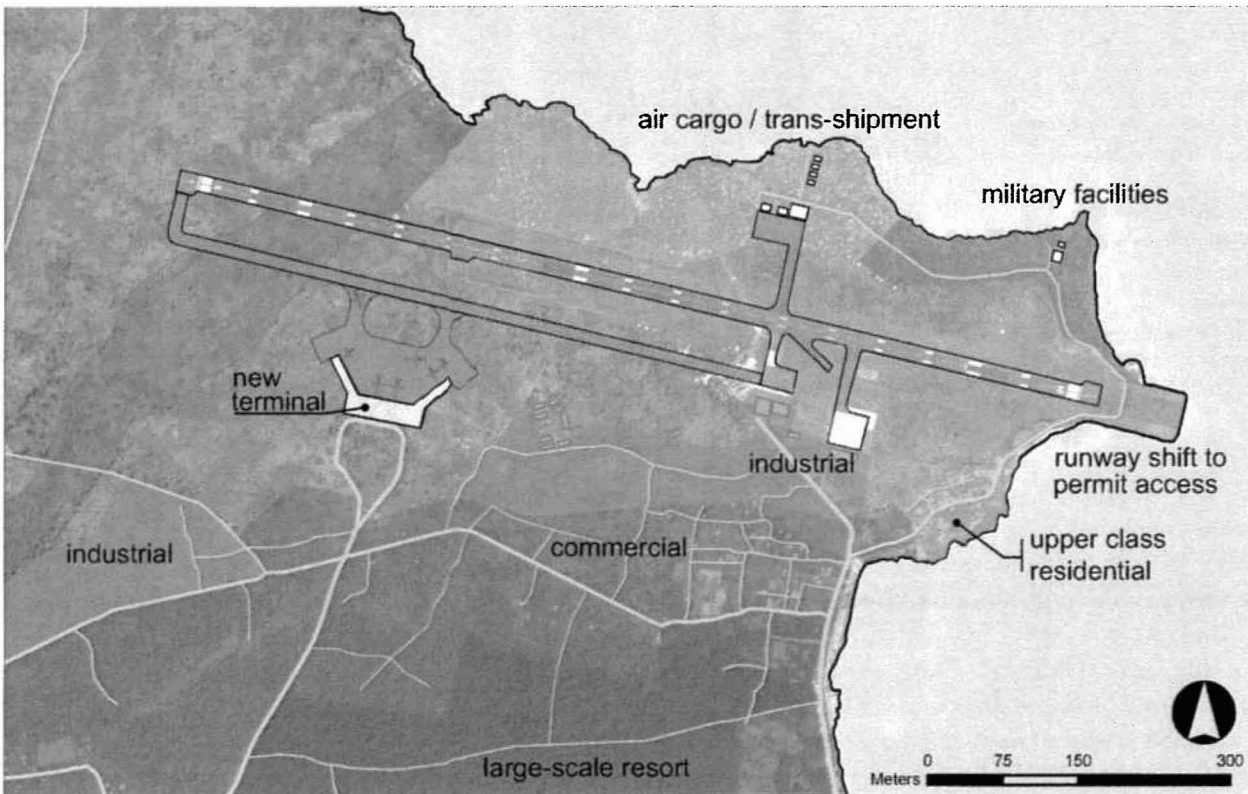 air cargo / trans-shipment
military facilities
new
terminal
industrial
runway shift to
permit access
industrial
commercial
upper class
residential
large-scale resort
0 75 150 300
Meters